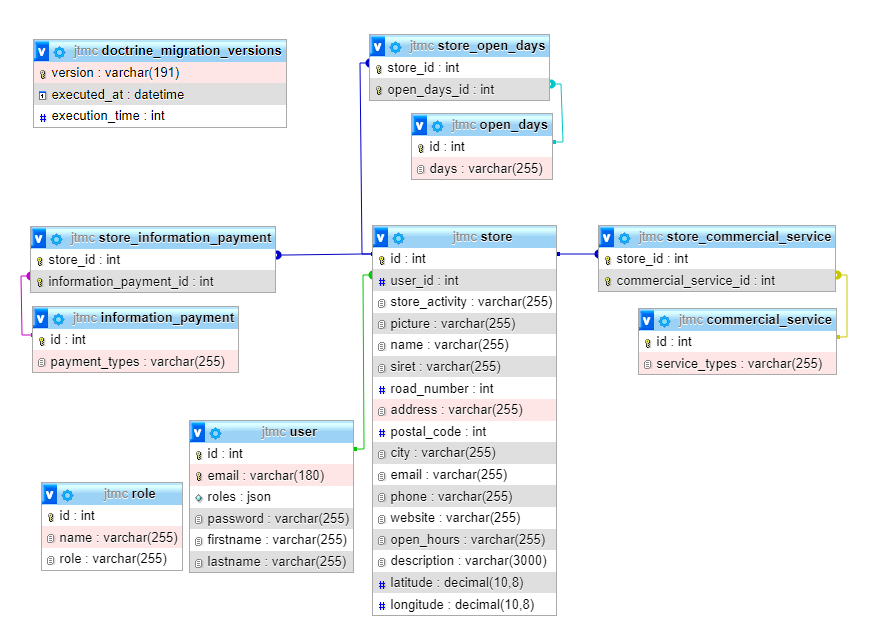 v jtmc doctrine_migration_versions
version : varchar(191)
executed_at : datetime
# execution_time : int
v jtmc store_open_days
store_id : int
open_days_id : int
v jtmc open_days
id : int
days : varchar(255)
v jtmc store_information_payment
store_id : int
information_payment_id : int
v jtmc information_payment
id : int
payment_types : varchar(255)
v jtmc store
id : int
# user_id : int
store_activity : varchar(255)
picture : varchar(255)
name : varchar(255)
siret : varchar(255)
# road_number : int
address : varchar(255)
# postal_code : int
city : varchar(255)
email : varchar(255)
phone : varchar(255)
website : varchar(255)
open_hours : varchar(255)
description : varchar(3000)
# latitude : decimal(10,8)
# longitude : decimal(10,8)
v jtmc store_commercial_service
store_id : int
commercial_service_id : int
v jtmc commercial_service
id : int
service_types : varchar(255)
v jtmc user
id : int
email : varchar(180)
roles : json
password : varchar(255)
firstname : varchar(255)
lastname : varchar(255)
v jtmc role
id : int
name : varchar(255)
role : varchar(255)